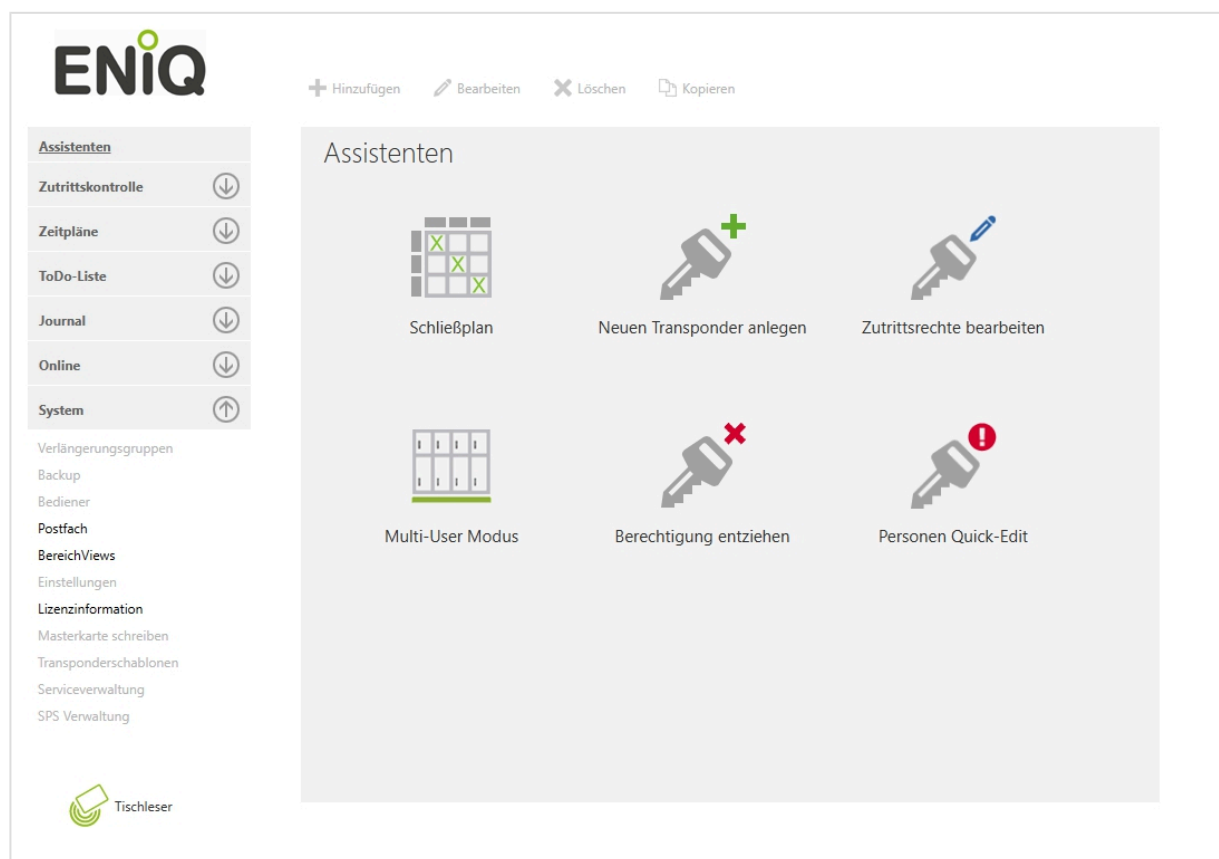 ENiQ
Hinzufügen Bearbeiten Löschen Kopieren
Assistenten
Zutrittskontrolle
Zeitpläne
ToDo-Liste
Journal
Online
System
Verlängerungsgruppen
Backup
Bediener
Postfach
BereichViews
Einstellungen
Lizenzinformation
Masterkarte schreiben
Transponderschablonen
Serviceverwaltung
SPS Verwaltung
Tischleser
Assistenten
Schließplan Neuen Transponder anlegen Zutrittsrechte bearbeiten
Multi-User Modus Berechtigung entziehen Personen Quick-Edit